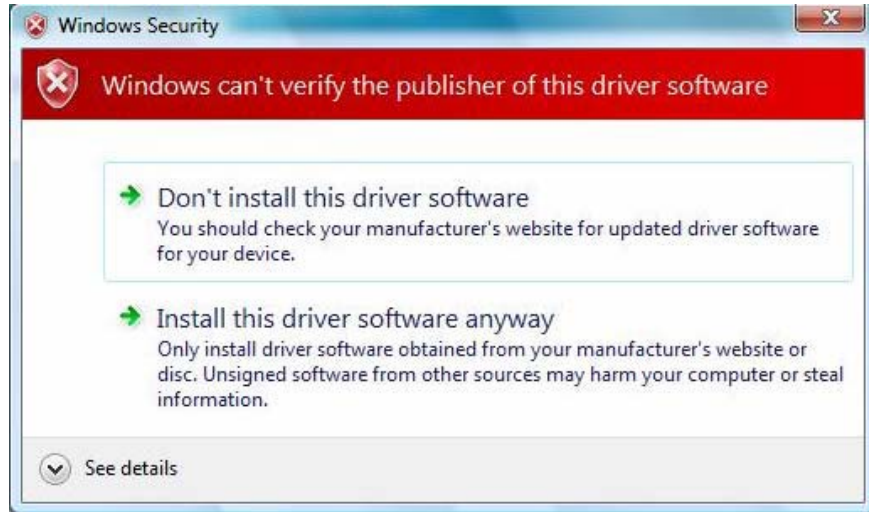 Windows Security
Windows can't verify the publisher of this driver software
Don't install this driver software
You should check your manufacturer's website for updated driver software
for your device.
Install this driver software anyway
Only install driver software obtained from your manufacturer's website or
disc. Unsigned software from other sources may harm your computer or steal
information.
See details